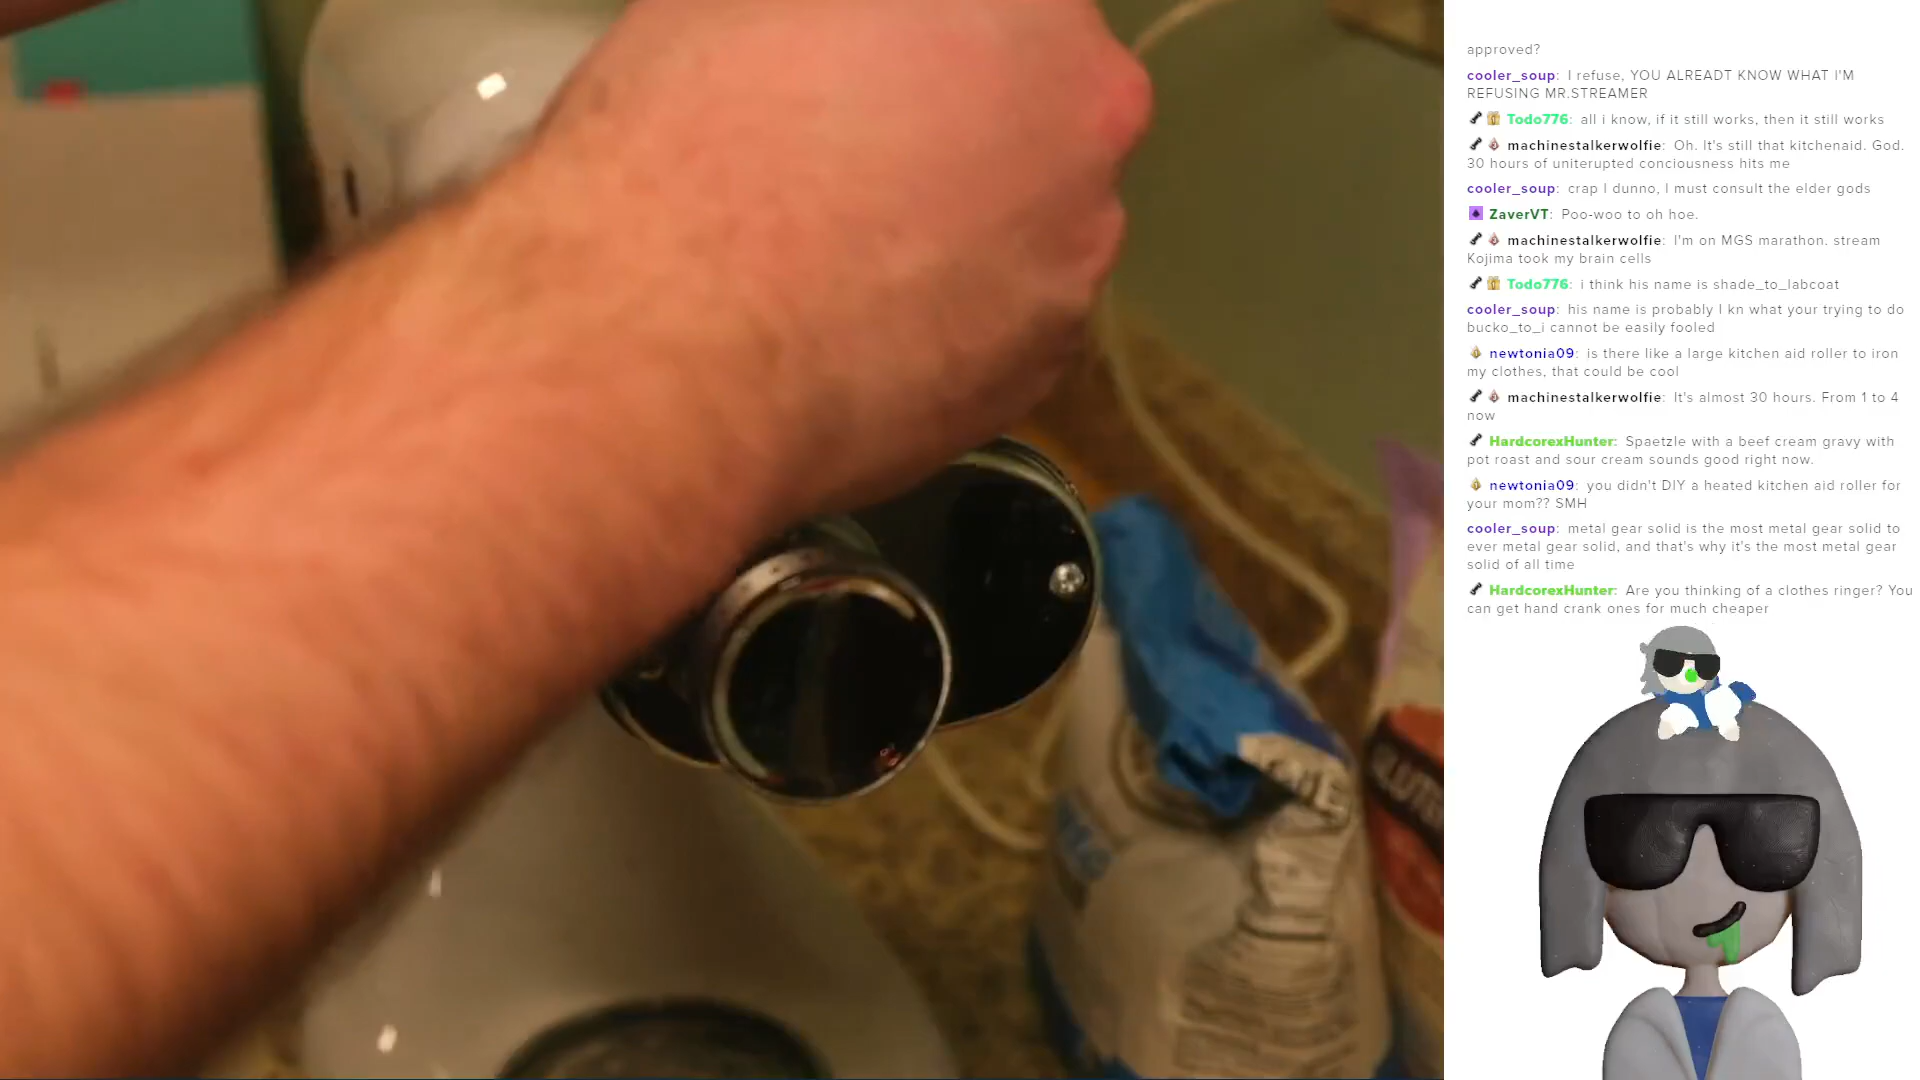 approved?
cooler_soup: I refuse, YOU ALREADT KNOW WHAT I'M
REFUSING MR.STREAMER
Todo776: all i know, if it still works, then it still works
machinestalkerwolfie: Oh. It's still that kitchenaid. God.
30 hours of uniterupted conciousness hits me
cooler_soup: crap I dunno, I must consult the elder gods
ZaverVT: Poo-woo to oh hoe.
machinestalkerwolfie: I'm on MGS marathon. stream
Kojima took my brain cells
Todo776: i think his name is shade_to_labcoat
cooler_soup: his name is probably I kn what your trying to do
bucko_to_i cannot be easily fooled
newtonia09: is there like a large kitchen aid roller to iron
my clothes, that could be cool
machinestalkerwolfie: It's almost 30 hours. From 1 to 4
now
HardcorexHunter: Spaetzle with a beef cream gravy with
pot roast and sour cream sounds good right now.
newtonia09: you didn't DIY a heated kitchen aid roller for
your mom?? SMH
cooler_soup: metal gear solid is the most metal gear solid to
ever metal gear solid, and that's why it's the most metal gear
solid of all time
HardcorexHunter: Are you thinking of a clothes ringer? You
can get hand crank ones for much cheaper